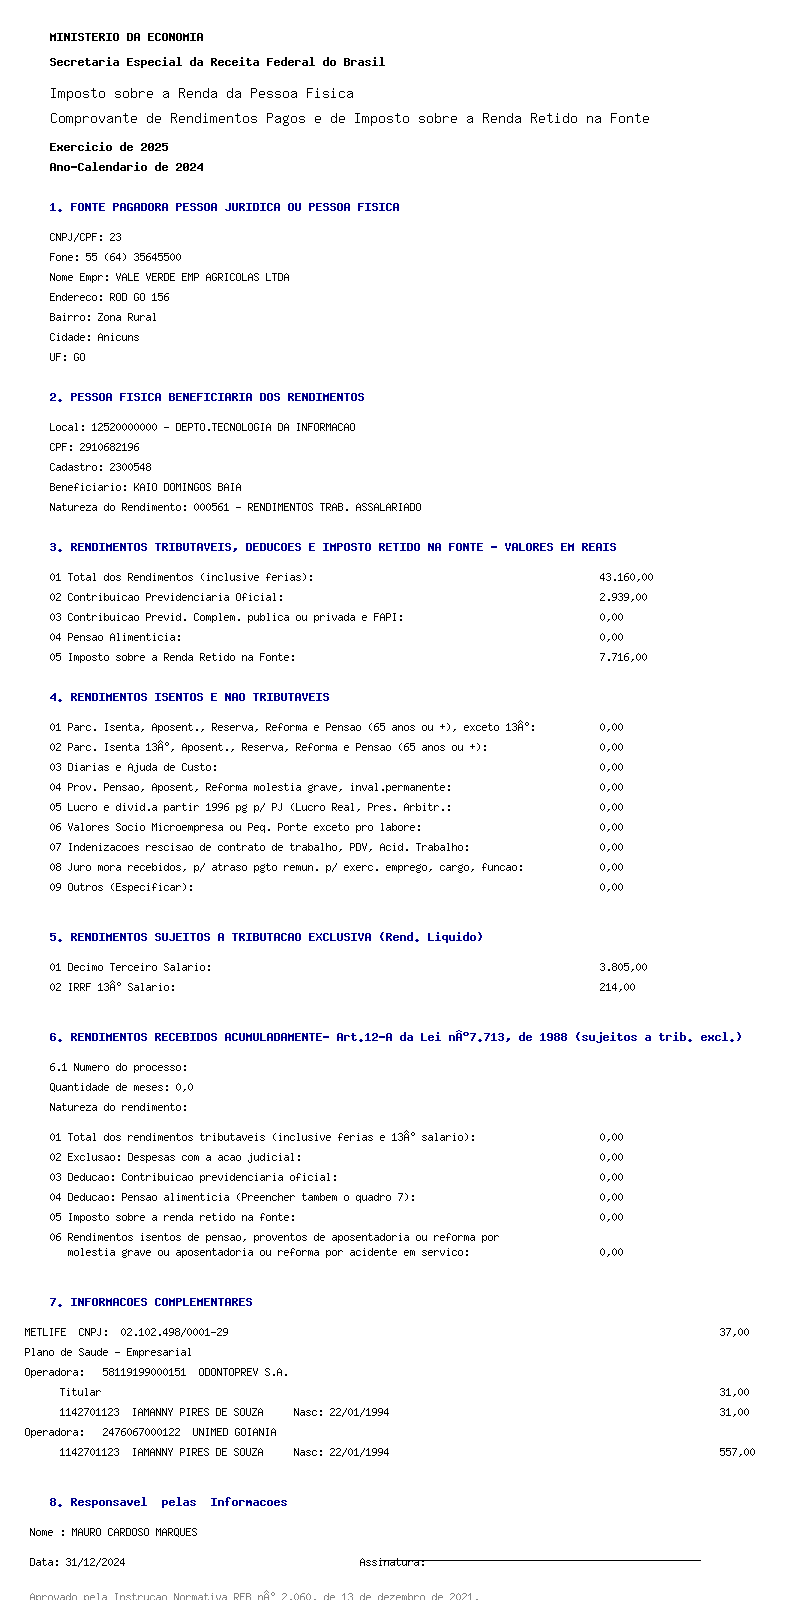 MINISTERIO DA ECONOMIA
Secretaria Especial da Receita Federal do Brasil
Imposto sobre a Renda da Pessoa Fisica
Comprovante de Rendimentos Pagos e de Imposto sobre a Renda Retido na Fonte
Exercicio de 2025
Ano-Calendario de 2024
1. FONTE PAGADORA PESSOA JURIDICA OU PESSOA FISICA
CNPJ/CPF: 23
Fone: 55 (64) 35645500
Nome Empr: VALE VERDE EMP AGRICOLAS LTDA
Endereco: ROD GO 156
Bairro: Zona Rural
Cidade: Anicuns
UF: GO
2. PESSOA FISICA BENEFICIARIA DOS RENDIMENTOS
Local: 12520000000 - DEPTO.TECNOLOGIA DA INFORMACAO
CPF: 2910682196
Cadastro: 2300548
Beneficiario: KAIO DOMINGOS BAIA
Natureza do Rendimento: 000561 - RENDIMENTOS TRAB. ASSALARIADO
3. RENDIMENTOS TRIBUTAVEIS, DEDUCOES E IMPOSTO RETIDO NA FONTE - VALORES EM REAIS
01 Total dos Rendimentos (inclusive ferias): 43.160,00
02 Contribuicao Previdenciaria Oficial: 2.939,00
03 Contribuicao Previd. Complem. publica ou privada e FAPI: 0,00
04 Pensao Alimenticia: 0,00
05 Imposto sobre a Renda Retido na Fonte: 7.716,00
4. RENDIMENTOS ISENTOS E NAO TRIBUTAVEIS
01 Parc. Isenta, Aposent., Reserva, Reforma e Pensao (65 anos ou +), exceto 13Âº: 0,00
02 Parc. Isenta 13Âº, Aposent., Reserva, Reforma e Pensao (65 anos ou +): 0,00
03 Diarias e Ajuda de Custo: 0,00
04 Prov. Pensao, Aposent, Reforma molestia grave, inval.permanente: 0,00
05 Lucro e divid.a partir 1996 pg p/ PJ (Lucro Real, Pres. Arbitr.: 0,00
06 Valores Socio Microempresa ou Peq. Porte exceto pro labore: 0,00
07 Indenizacoes rescisao de contrato de trabalho, PDV, Acid. Trabalho: 0,00
08 Juro mora recebidos, p/ atraso pgto remun. p/ exerc. emprego, cargo, funcao: 0,00
09 Outros (Especificar): 0,00
5. RENDIMENTOS SUJEITOS A TRIBUTACAO EXCLUSIVA (Rend. Liquido)
01 Decimo Terceiro Salario: 3.805,00
02 IRRF 13Âº Salario: 214,00
6. RENDIMENTOS RECEBIDOS ACUMULADAMENTE- Art.12-A da Lei nÂº7.713, de 1988 (sujeitos a trib. excl.)
6.1 Numero do processo:
Quantidade de meses: 0,0
Natureza do rendimento:
01 Total dos rendimentos tributaveis (inclusive ferias e 13Âº salario): 0,00
02 Exclusao: Despesas com a acao judicial: 0,00
03 Deducao: Contribuicao previdenciaria oficial: 0,00
04 Deducao: Pensao alimenticia (Preencher tambem o quadro 7): 0,00
05 Imposto sobre a renda retido na fonte: 0,00
06 Rendimentos isentos de pensao, proventos de aposentadoria ou reforma por
molestia grave ou aposentadoria ou reforma por acidente em servico: 0,00
7. INFORMACOES COMPLEMENTARES
METLIFE CNPJ: 02.102.498/0001-29 37,00
Plano de Saude - Empresarial
Operadora: 58119199000151 ODONTOPREV S.A.
Titular 31,00
1142701123 IAMANNY PIRES DE SOUZA Nasc: 22/01/1994 31,00
Operadora: 2476067000122 UNIMED GOIANIA
1142701123 IAMANNY PIRES DE SOUZA Nasc: 22/01/1994 557,00
8. Responsavel pelas Informacoes
Nome : MAURO CARDOSO MARQUES
Data: 31/12/2024 Assinatura:
Aprovado pela Instrucao Normativa RFB nÂº 2.060, de 13 de dezembro de 2021.